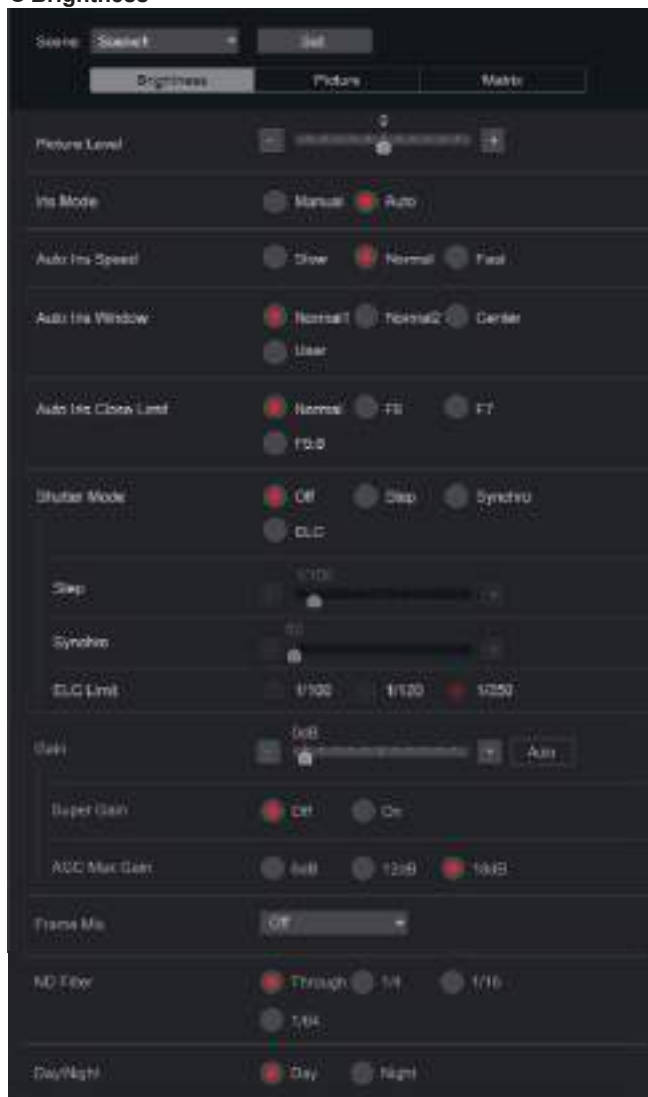 Brightness
Scene Scene1 Set
Brightness Picture Matrix
0
Picture Level - +
Iris Mode Manual Auto
Auto Iris Speed Slow Normal Fast
Auto Iris Window Normal1 Normal2 Center
User
Auto Iris Close Limit Normal F6 F7
Shutter Mode Off Step Synchro
ELC
1/100
Step
Synchro
ELC Limit 1/100 1/120 1/250
0dB
Gain - + Auto
Super Gain Off On
AGC Max Gain 6dB 12dB 18dB
Frame Mix Off
ND Filter Through 1/4 1/16
1/64
Day/Night Day Night